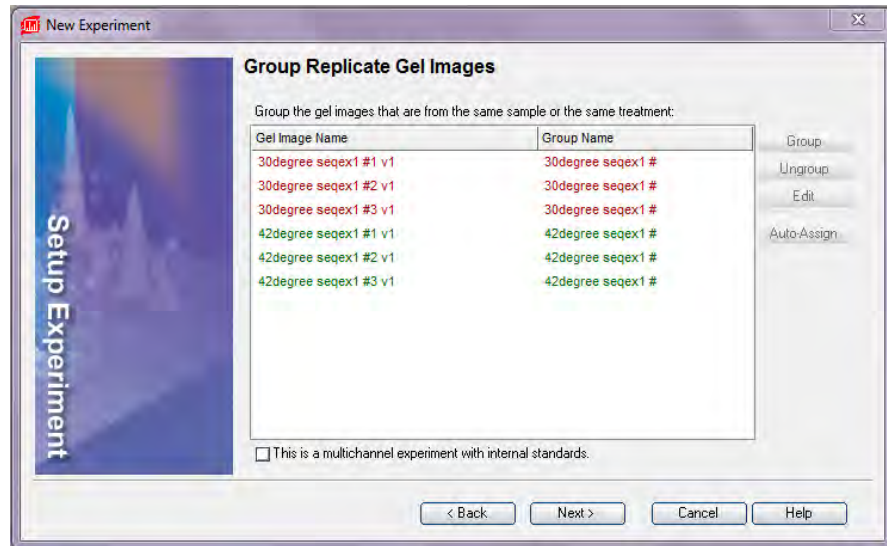 New Experiment
Setup Experiment
Group Replicate Gel Images
Group the gel images that are from the same sample or the same treatment:
Gel Image Name Group Name
30degree seqex1 #1 v1 30degree seqex1 #
30degree seqex1 #2 v1 30degree seqex1 #
30degree seqex1 #3 v1 30degree seqex1 #
42degree seqex1 #1 v1 42degree seqex1 #
42degree seqex1 #2 v1 42degree seqex1 #
42degree seqex1 #3 v1 42degree seqex1 #
Group
Ungroup
Edit
Auto-Assign
This is a multichannel experiment with internal standards.
< Back Next > Cancel Help